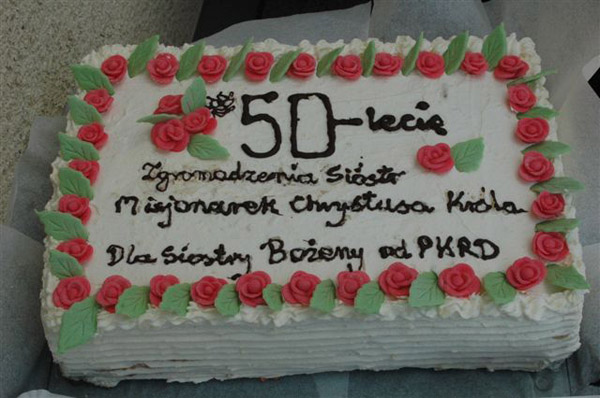 50-lecie
Zgromadzenia Sióstr
Misjonarek Chrystusa Króla
Dla Siostry Bożeny od PKRD